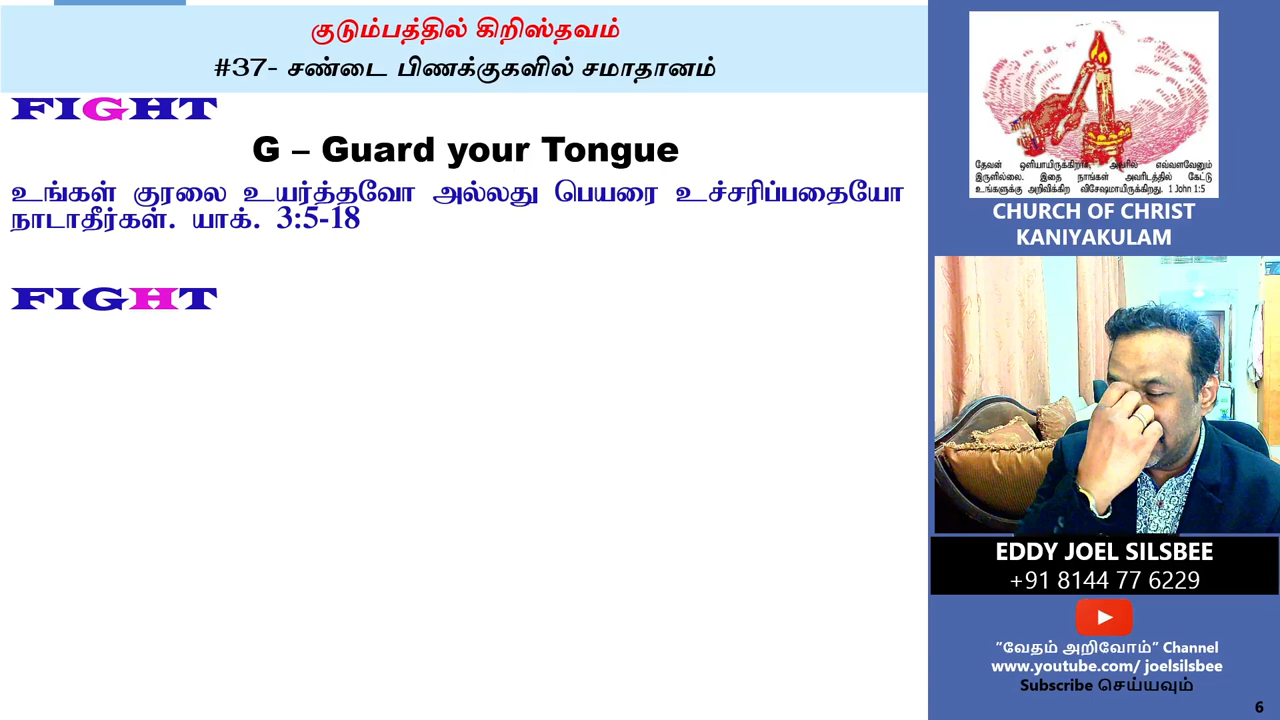 குடும்பத்தில் கிறிஸ்தவம்
#37- சண்டை பிணக்குகளில் சமாதானம்
FIGHT
G – Guard your Tongue
உங்கள் குரலை உயர்த்தவோ அல்லது பெயரை உச்சரிப்பதையோ
நாடாதீர்கள். யாக். 3:5-18
FIGHT
தேவன் ஒளியாயிருக்கிறார், அவரில் எவ்வளவேனும்
இருளில்லை. இதை நாங்கள் அவரிடத்தில் கேட்டு
உங்களுக்கு அறிவிக்கிற விசேஷமாயிருக்கிறது. 1 John 1:5
CHURCH OF CHRIST
KANIYAKULAM
EDDY JOEL SILSBEE
+91 8144 77 6229
"வேதம் அறிவோம்" Channel
www.youtube.com/ joelsilsbee
Subscribe செய்யவும்
6